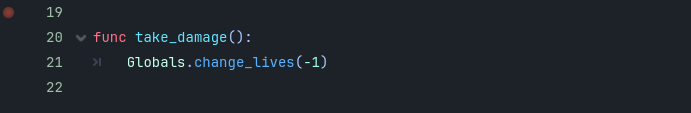 19
20 func take_damage():
21 Globals.change_lives(-1)
22